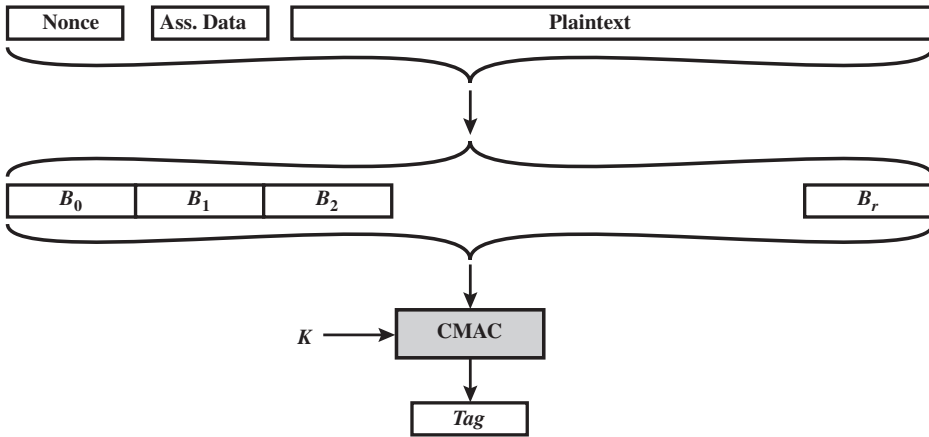 Nonce
Ass. Data
Plaintext
B0
B1
B2
Br
K
CMAC
Tag